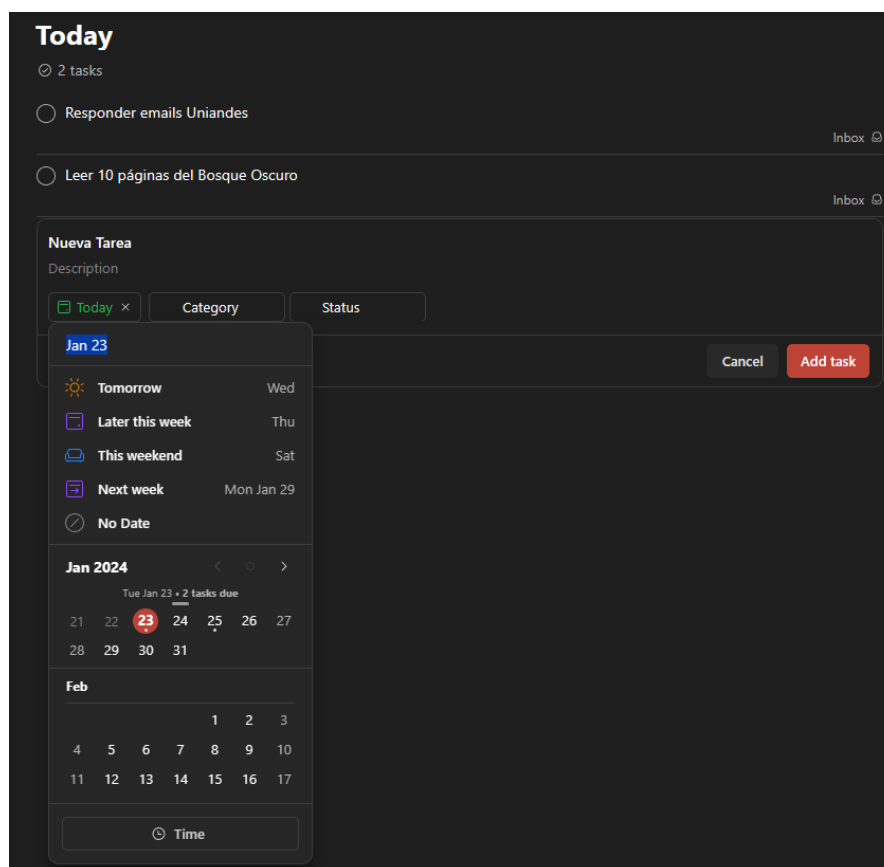 Today
2 tasks
Responder emails Uniandes
Inbox
Leer 10 páginas del Bosque Oscuro
Inbox
Nueva Tarea
Description
Today × Category Status
Jan 23
Cancel Add task
Tomorrow Wed
Later this week Thu
This weekend Sat
Next week Mon Jan 29
No Date
Jan 2024
Tue Jan 23 • 2 tasks due
21 22 23 24 25 26 27
28 29 30 31
Feb
1 2 3
4 5 6 7 8 9 10
11 12 13 14 15 16 17
Time